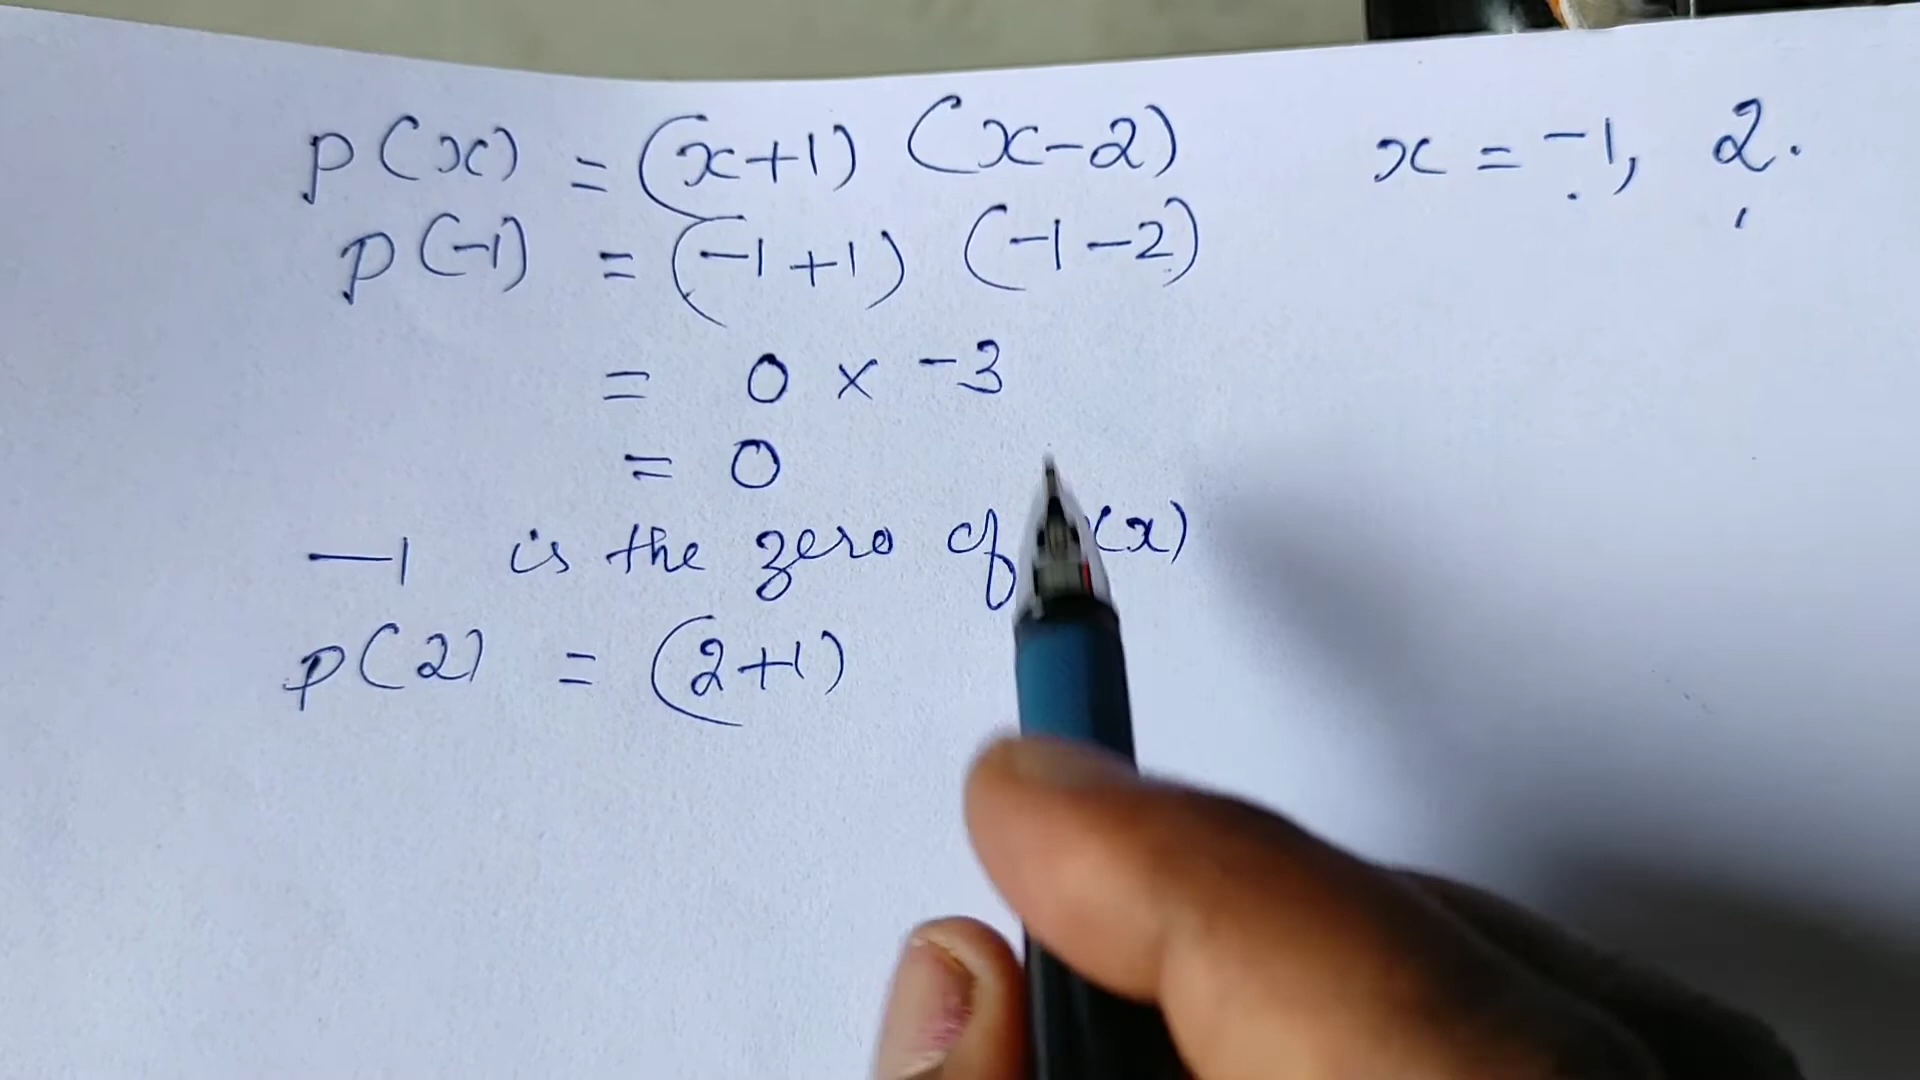 p(x) = (x+1) (x-2) x = -1, 2.
p(-1) = (-1+1) (-1-2)
= 0 × -3
= 0
-1 is the zero of (x)
p(2) = (2+1)